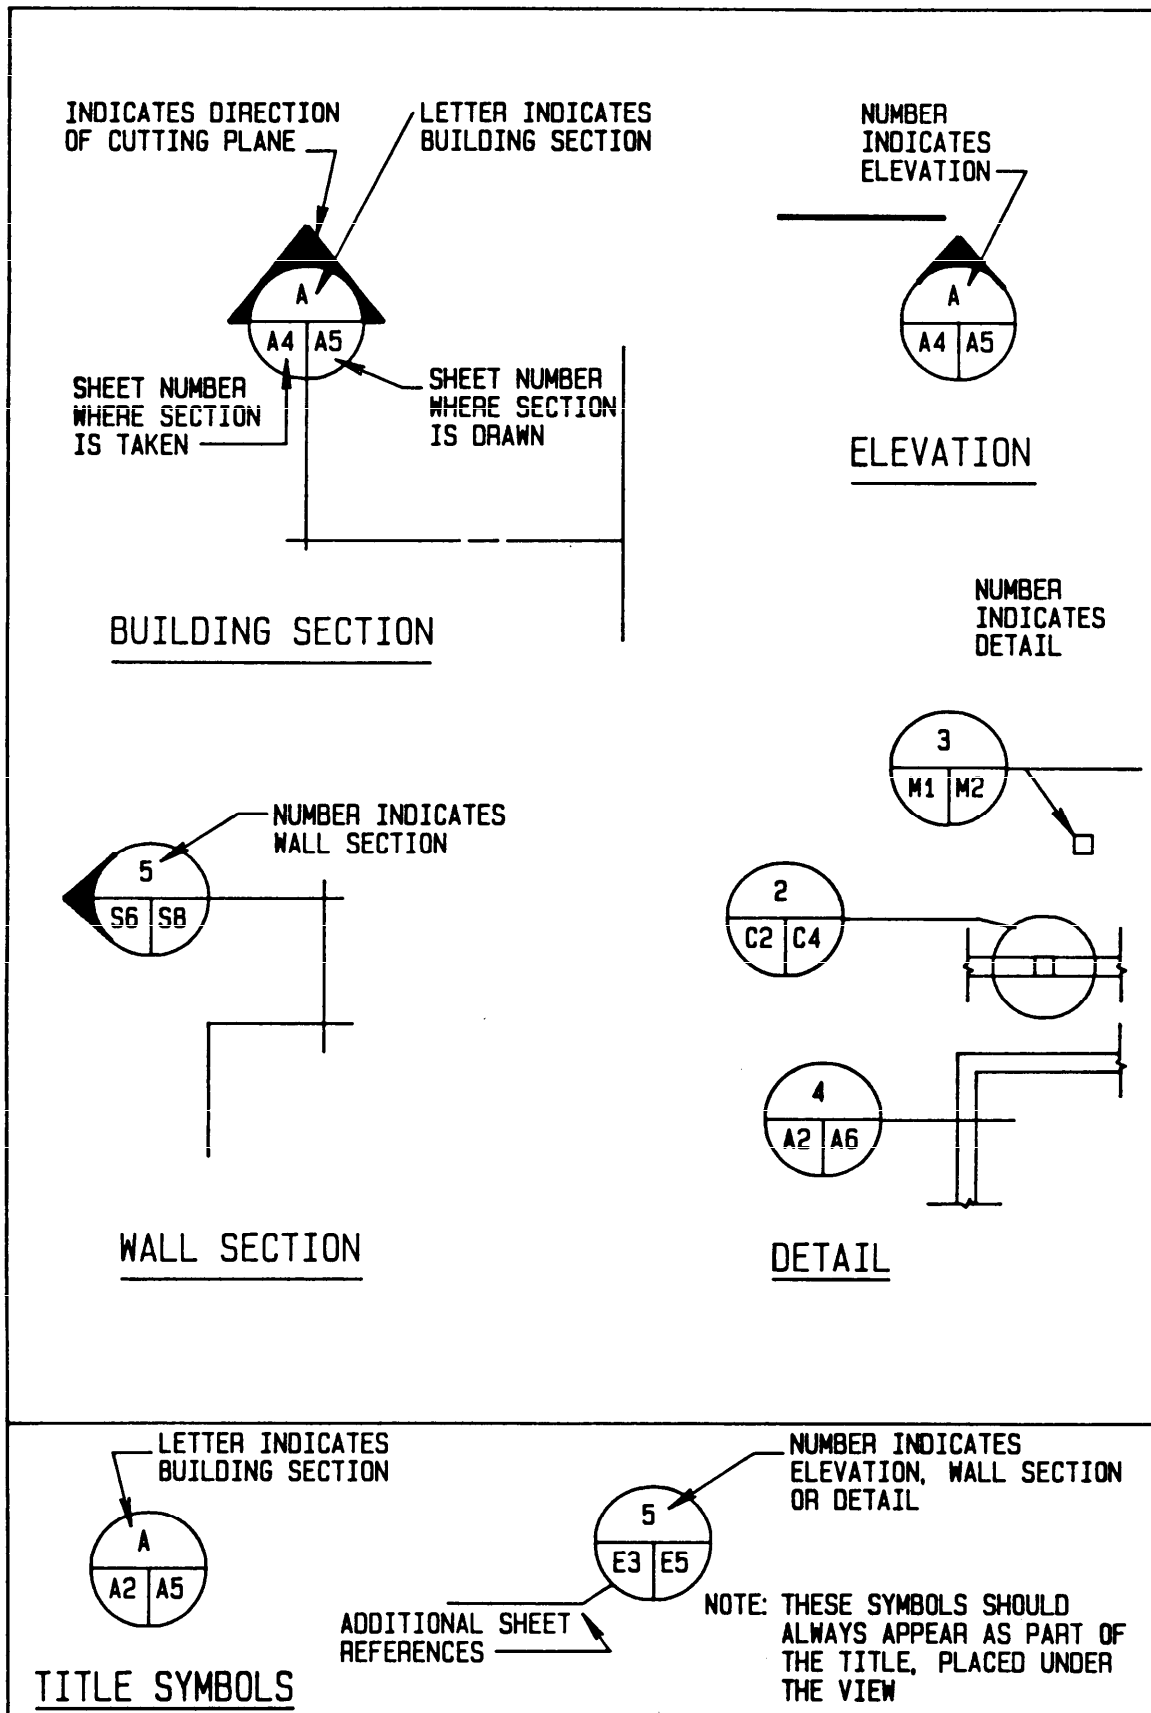 INDICATES DIRECTION
OF CUTTING PLANE
LETTER INDICATES
BUILDING SECTION
A
A4 A5
SHEET NUMBER
WHERE SECTION
IS TAKEN
SHEET NUMBER
WHERE SECTION
IS DRAWN
BUILDING SECTION
NUMBER
INDICATES
ELEVATION
A
A4 A5
ELEVATION
NUMBER INDICATES
WALL SECTION
5
S6 S8
WALL SECTION
NUMBER
INDICATES
DETAIL
3
M1 M2
2
C2 C4
4
A2 A6
DETAIL
LETTER INDICATES
BUILDING SECTION
A
A2 A5
TITLE SYMBOLS
NUMBER INDICATES
ELEVATION, WALL SECTION
OR DETAIL
5
E3 E5
ADDITIONAL SHEET
REFERENCES
NOTE: THESE SYMBOLS SHOULD
ALWAYS APPEAR AS PART OF
THE TITLE, PLACED UNDER
THE VIEW